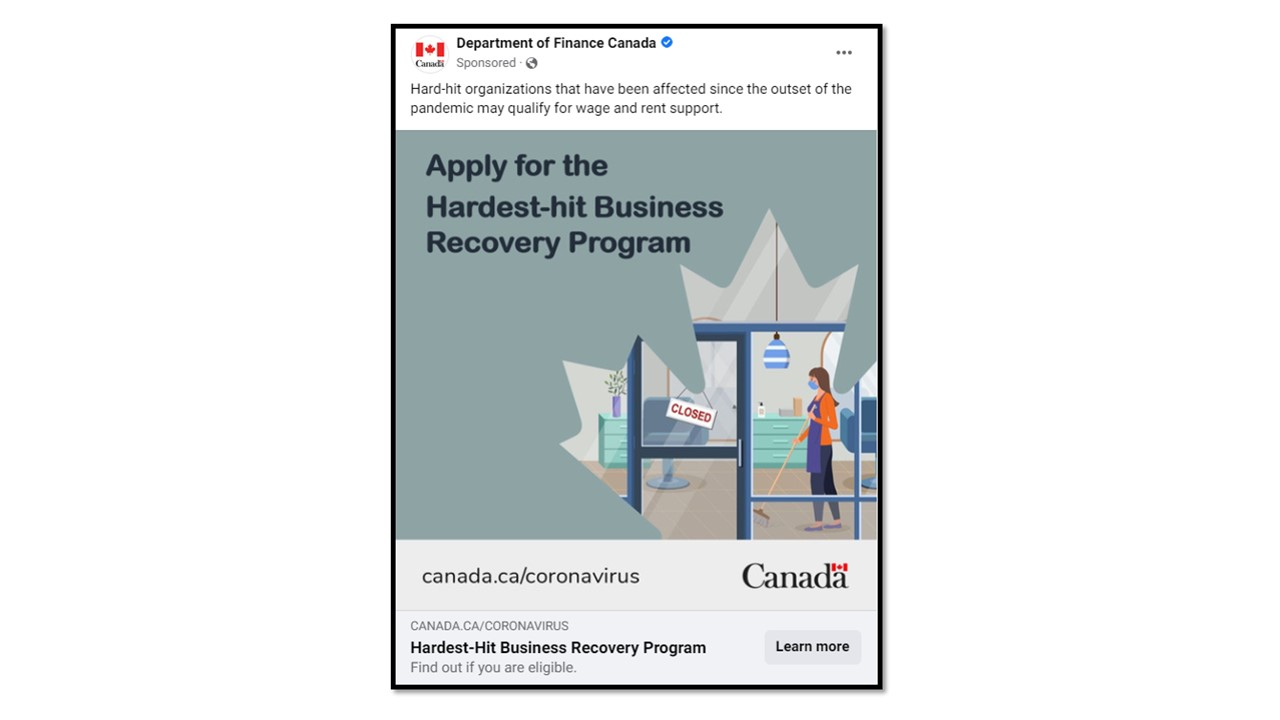 Department of Finance Canada
Canada
Sponsored ·
Hard-hit organizations that have been affected since the outset of the
pandemic may qualify for wage and rent support.
Apply for the
Hardest-hit Business
Recovery Program
CLOSED
canada.ca/coronavirus
Canada
CANADA.CA/CORONAVIRUS
Hardest-Hit Business Recovery Program
Learn more
Find out if you are eligible.